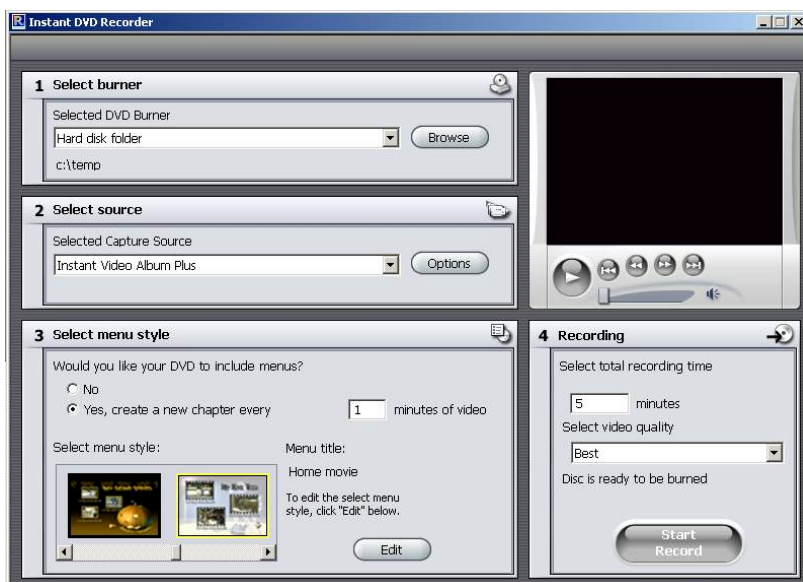 Instant DVD Recorder
1 Select burner
Selected DVD Burner
Hard disk folder
Browse
c:\temp
2 Select source
Selected Capture Source
Instant Video Album Plus
Options
3 Select menu style
Would you like your DVD to include menus?
No
Yes, create a new chapter every 1 minutes of video
Select menu style:
Menu title:
Home movie
To edit the select menu
style, click "Edit" below.
Edit
4 Recording
Select total recording time
5 minutes
Select video quality
Best
Disc is ready to be burned
Start
Record